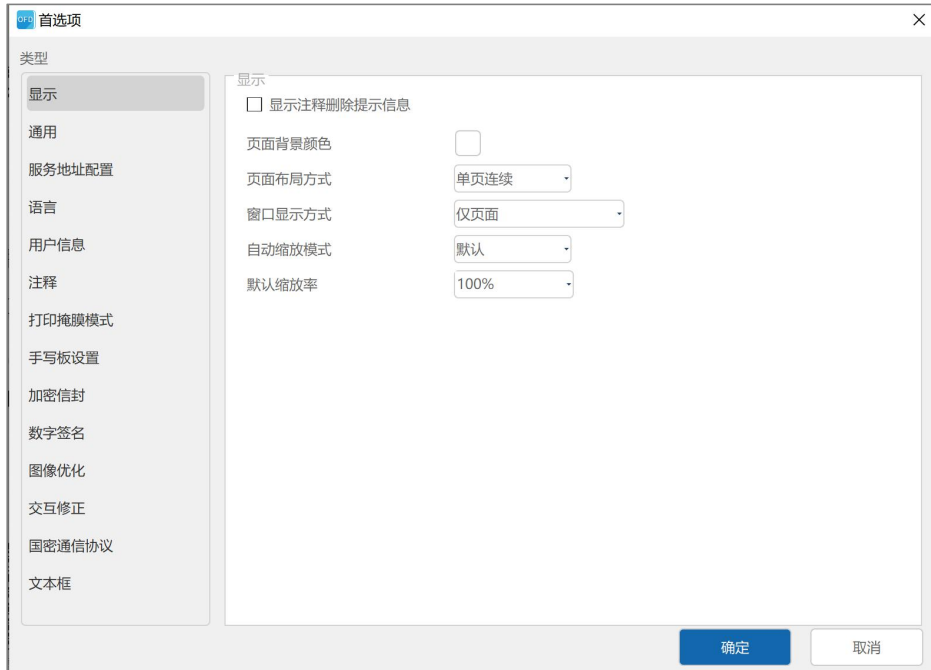 OFD 首选项
类型
显示
通用
服务地址配置
语言
用户信息
注释
打印掩膜模式
手写板设置
加密信封
数字签名
图像优化
交互修正
国密通信协议
文本框
显示
显示注释删除提示信息
页面背景颜色
页面布局方式 单页连续
窗口显示方式 仅页面
自动缩放模式 默认
默认缩放率 100%
确定 取消